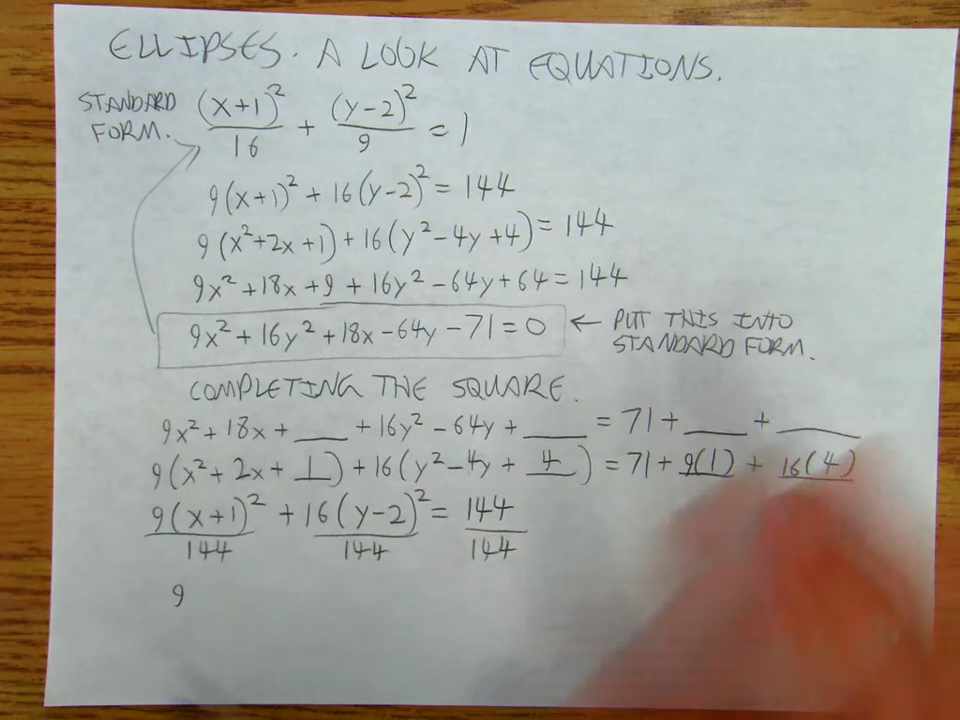 ELLIPSES. A LOOK AT EQUATIONS.
STANDARD FORM. (x+1)²/16 + (y-2)²/9 = 1
9(x+1)² + 16(y-2)² = 144
9(x²+2x+1) + 16(y²-4y+4) = 144
9x²+18x+9+16y²-64y+64=144
9x²+16y²+18x-64y-71=0 ← PUT THIS INTO STANDARD FORM.
COMPLETING THE SQUARE.
9x²+18x+___+16y²-64y+___=71+___+___
9(x²+2x+1)+16(y²-4y+4)=71+9(1)+16(4)
9(x+1)²/144 + 16(y-2)²/144 = 144/144
9